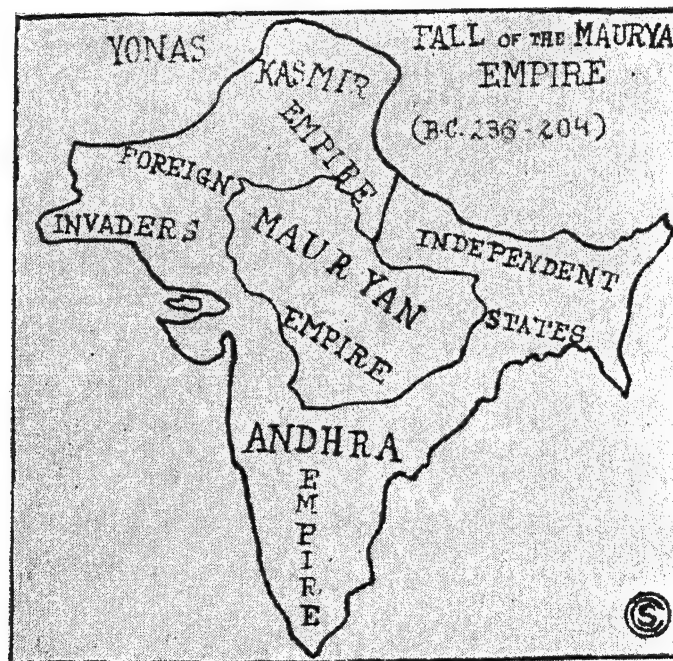 YONAS
FALL OF THE MAURYA
EMPIRE
(B.C. 236-204)
KASMIR
EMPIRE
FOREIGN
INVADERS
MAURYAN
EMPIRE
INDEPENDENT
STATES
ANDHRA
EMPIRE